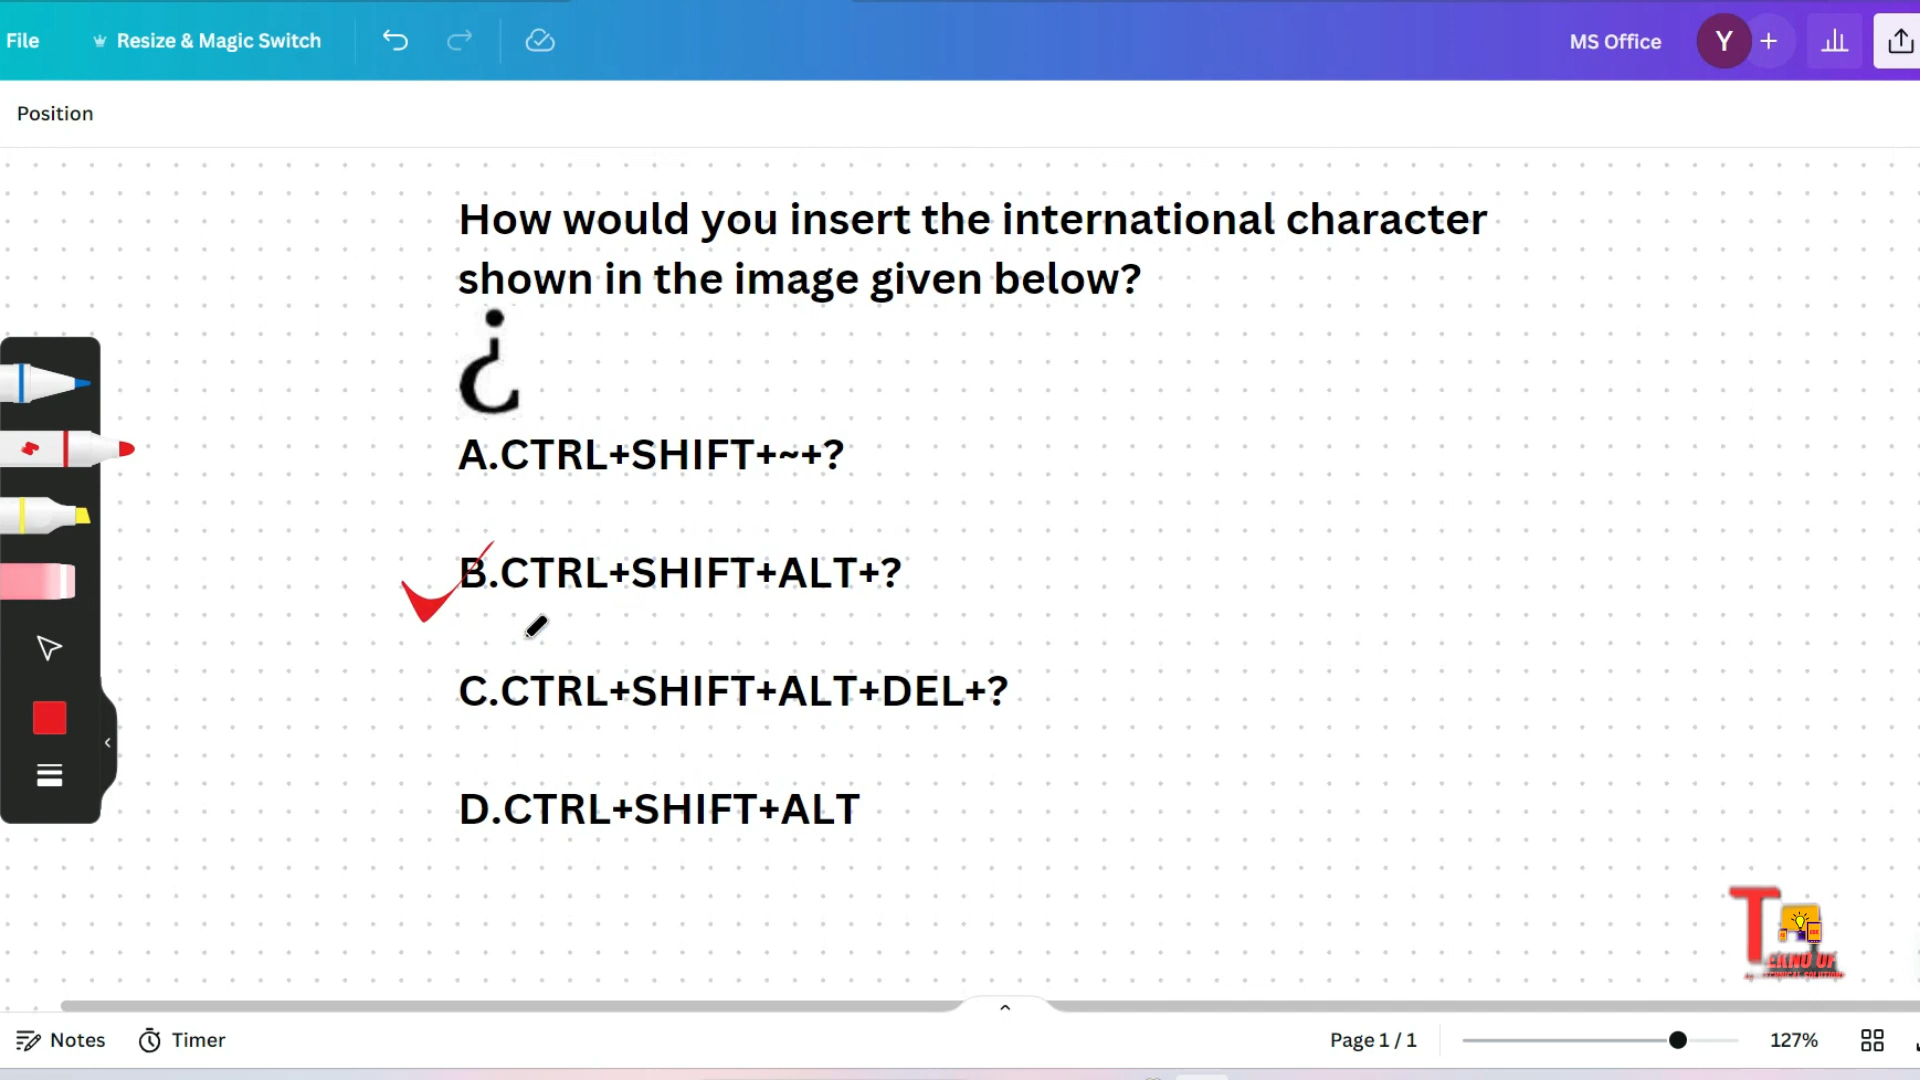 File
Resize & Magic Switch
MS Office
Y
+
Position
How would you insert the international character
shown in the image given below?
¿
A.CTRL+SHIFT+~+?
B.CTRL+SHIFT+ALT+?
C.CTRL+SHIFT+ALT+DEL+?
D.CTRL+SHIFT+ALT
Notes
Timer
Page 1 / 1
127%